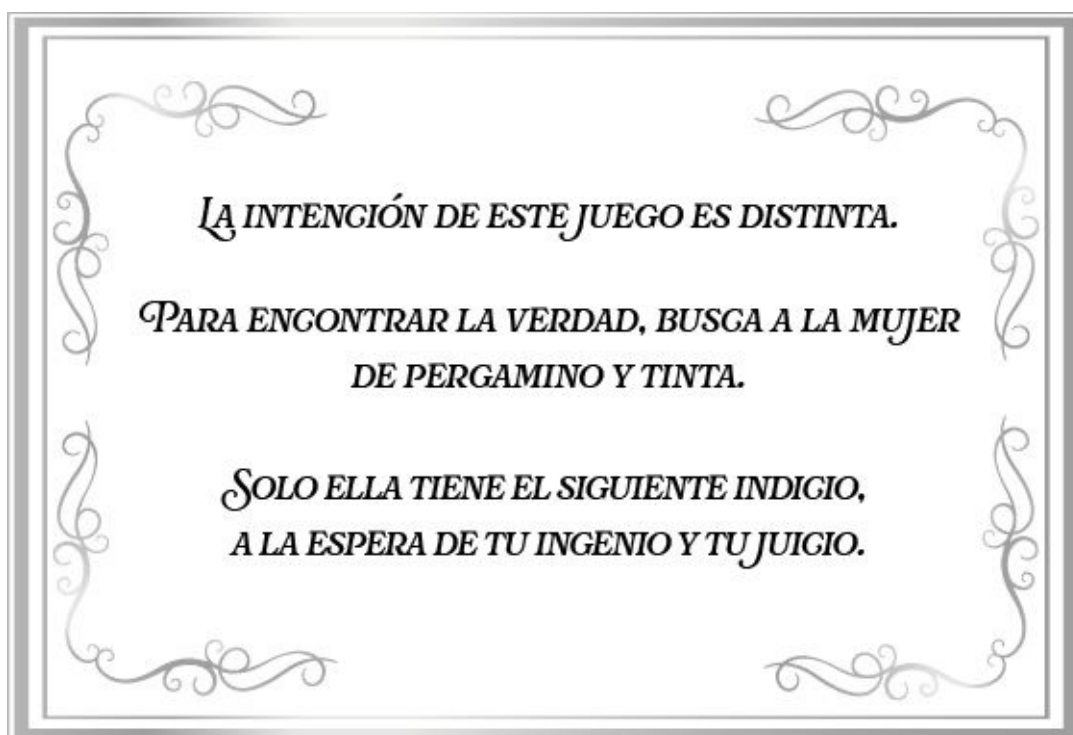 La intención de este juego es distinta.
Para encontrar la verdad, busca a la mujer
de pergamino y tinta.
Solo ella tiene el siguiente indicio,
a la espera de tu ingenio y tu juicio.